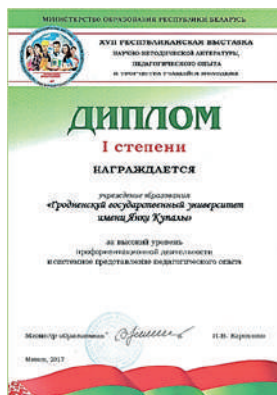 МИНИСТЕРСТВО ОБРАЗОВАНИЯ РЕСПУБЛИКИ БЕЛАРУСЬ
XVII РЕСПУБЛИКАНСКАЯ ВЫСТАВКА
НАУЧНО-МЕТОДИЧЕСКОЙ ЛИТЕРАТУРЫ,
ПЕДАГОГИЧЕСКОГО ОПЫТА
И ТВОРЧЕСТВА УЧАЩЕЙСЯ МОЛОДЕЖИ
ДИПЛОМ
I степени
НАГРАЖДАЕТСЯ
учреждение образования
«Гродненский государственный университет
имени Янки Купалы»
за высокий уровень
профориентационной деятельности
и системное представление педагогического опыта
Министр образования
И.В. Карпенко
Минск, 2017